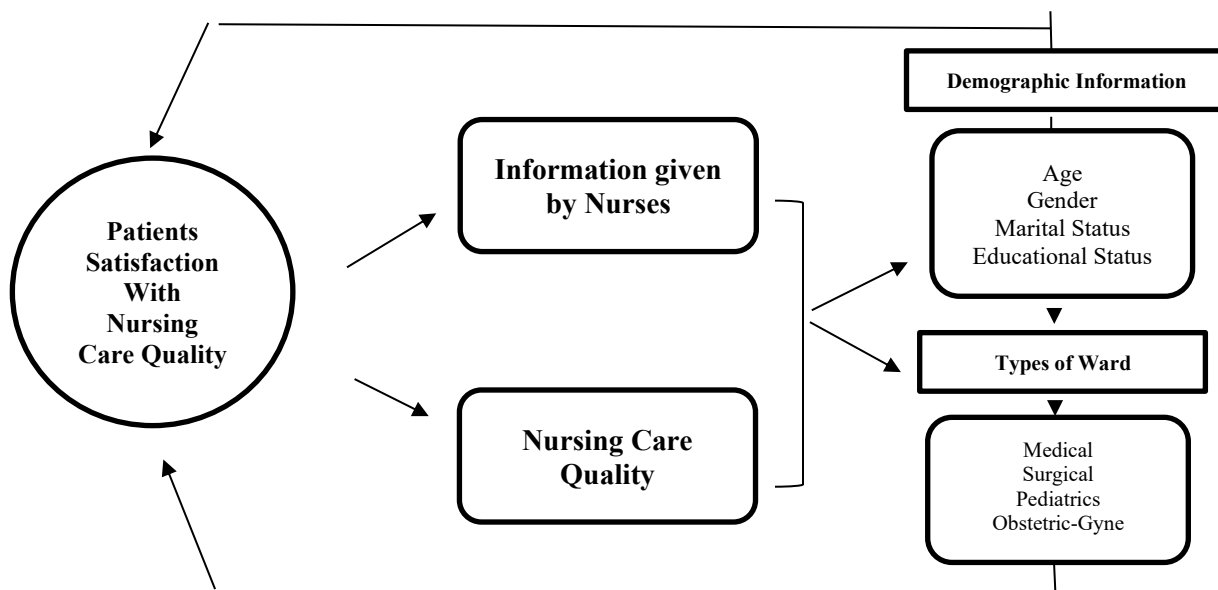 Demographic Information
Information given
by Nurses
Age
Gender
Marital Status
Educational Status
Patients
Satisfaction
With
Nursing
Care Quality
Types of Ward
Nursing Care
Quality
Medical
Surgical
Pediatrics
Obstetric-Gyne